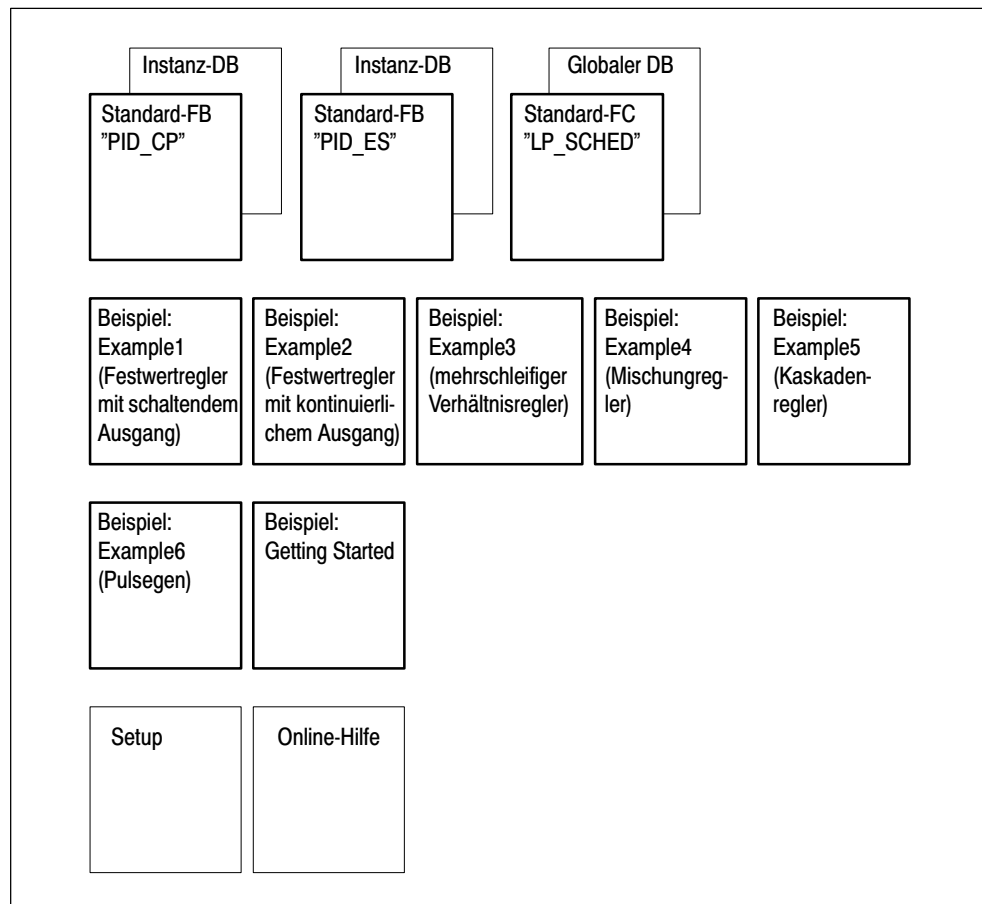 Instanz-DB
Standard-FB
”PID_CP”
Instanz-DB
Standard-FB
”PID_ES”
Globaler DB
Standard-FC
”LP_SCHED”
Beispiel:
Example1
(Festwertregler
mit schaltendem
Ausgang)
Beispiel:
Example2
(Festwertregler
mit kontinuierli-
chem Ausgang)
Beispiel:
Example3
(mehrschleifiger
Verhältnisregler)
Beispiel:
Example4
(Mischungreg-
ler)
Beispiel:
Example5
(Kaskaden-
regler)
Beispiel:
Example6
(Pulsegen)
Beispiel:
Getting Started
Setup
Online-Hilfe